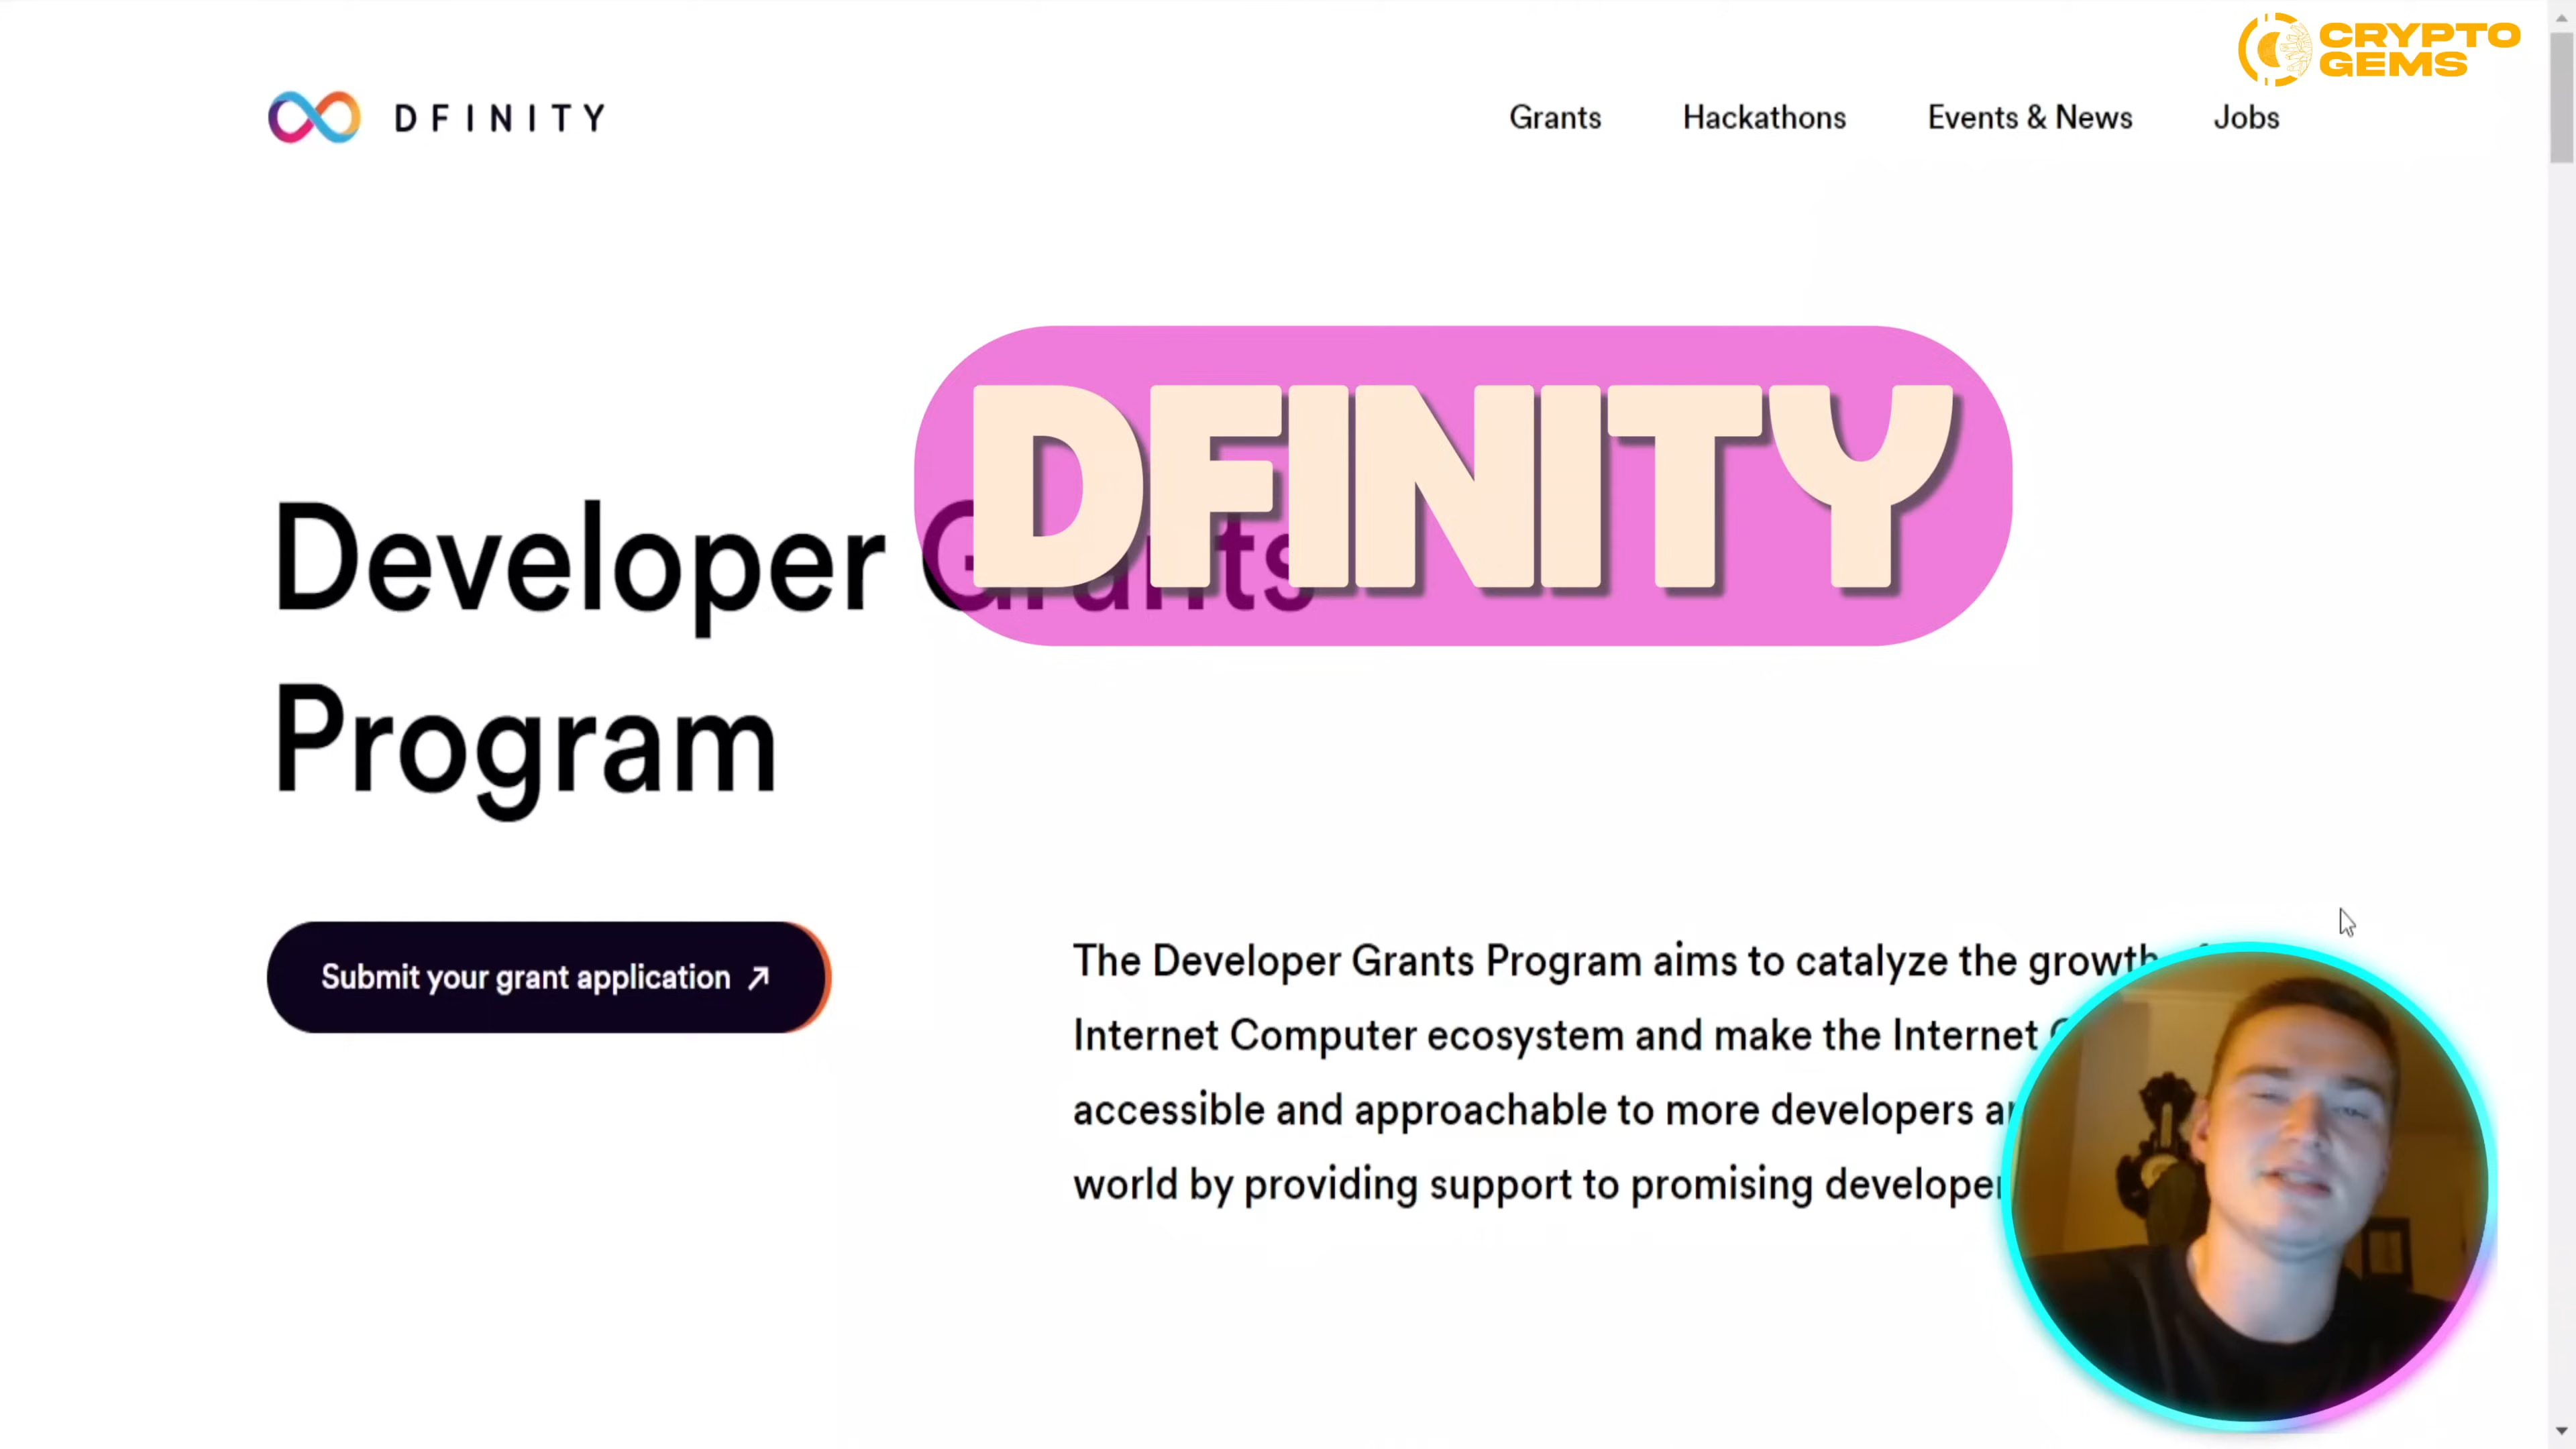 CRYPTO
GEMS
DFINITY
Grants
Hackathons
Events & News
Jobs
DFINITY
Developer Grants
Program
Submit your grant application
The Developer Grants Program aims to catalyze the growth
Internet Computer ecosystem and make the Internet
accessible and approachable to more developers
world by providing support to promising